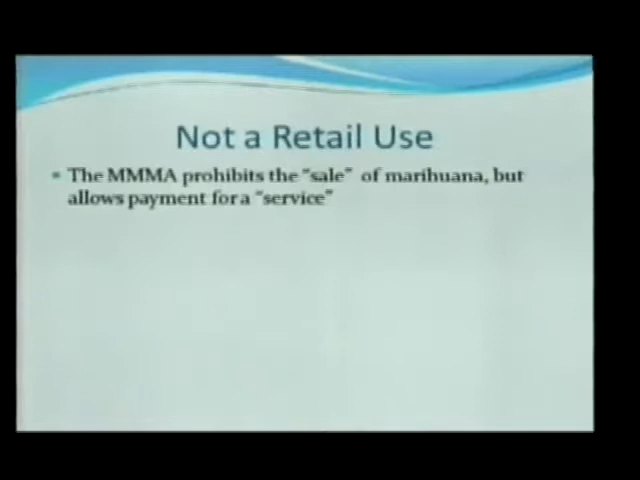 Not a Retail Use
The MMMA prohibits the "sale" of marihuana, but
allows payment for a "service"